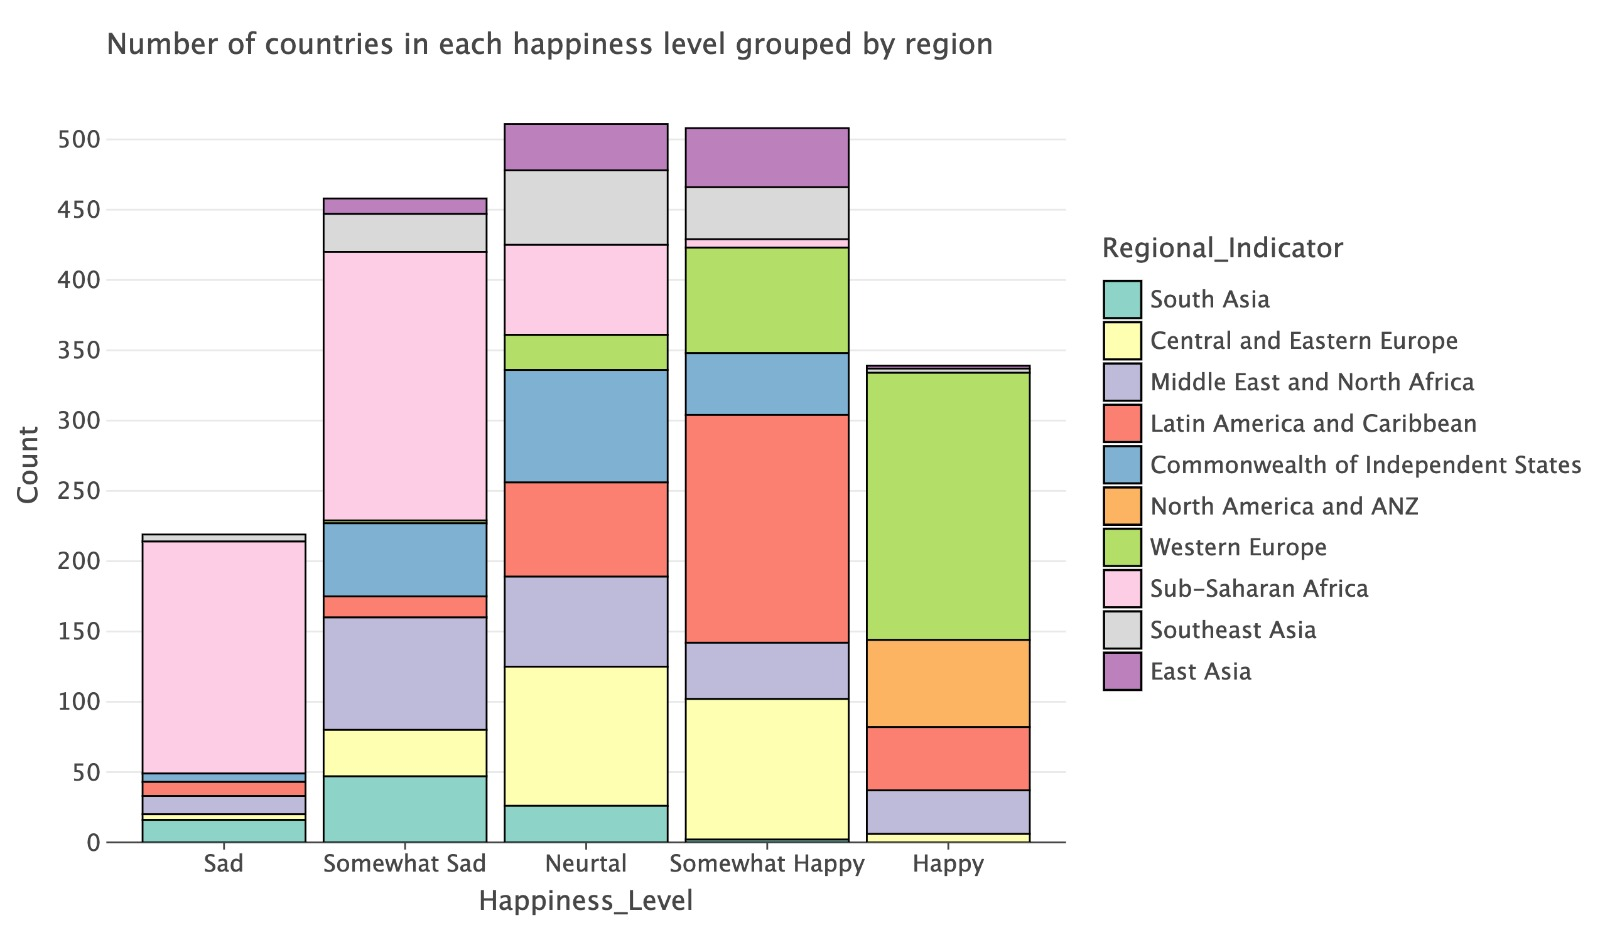 Number of countries in each happiness level grouped by region
500
450
400
350
300
250
200
150
100
50
0
Count
Sad
Somewhat Sad
Neurtal
Somewhat Happy
Happy
Happiness_Level
Regional_Indicator
South Asia
Central and Eastern Europe
Middle East and North Africa
Latin America and Caribbean
Commonwealth of Independent States
North America and ANZ
Western Europe
Sub-Saharan Africa
Southeast Asia
East Asia